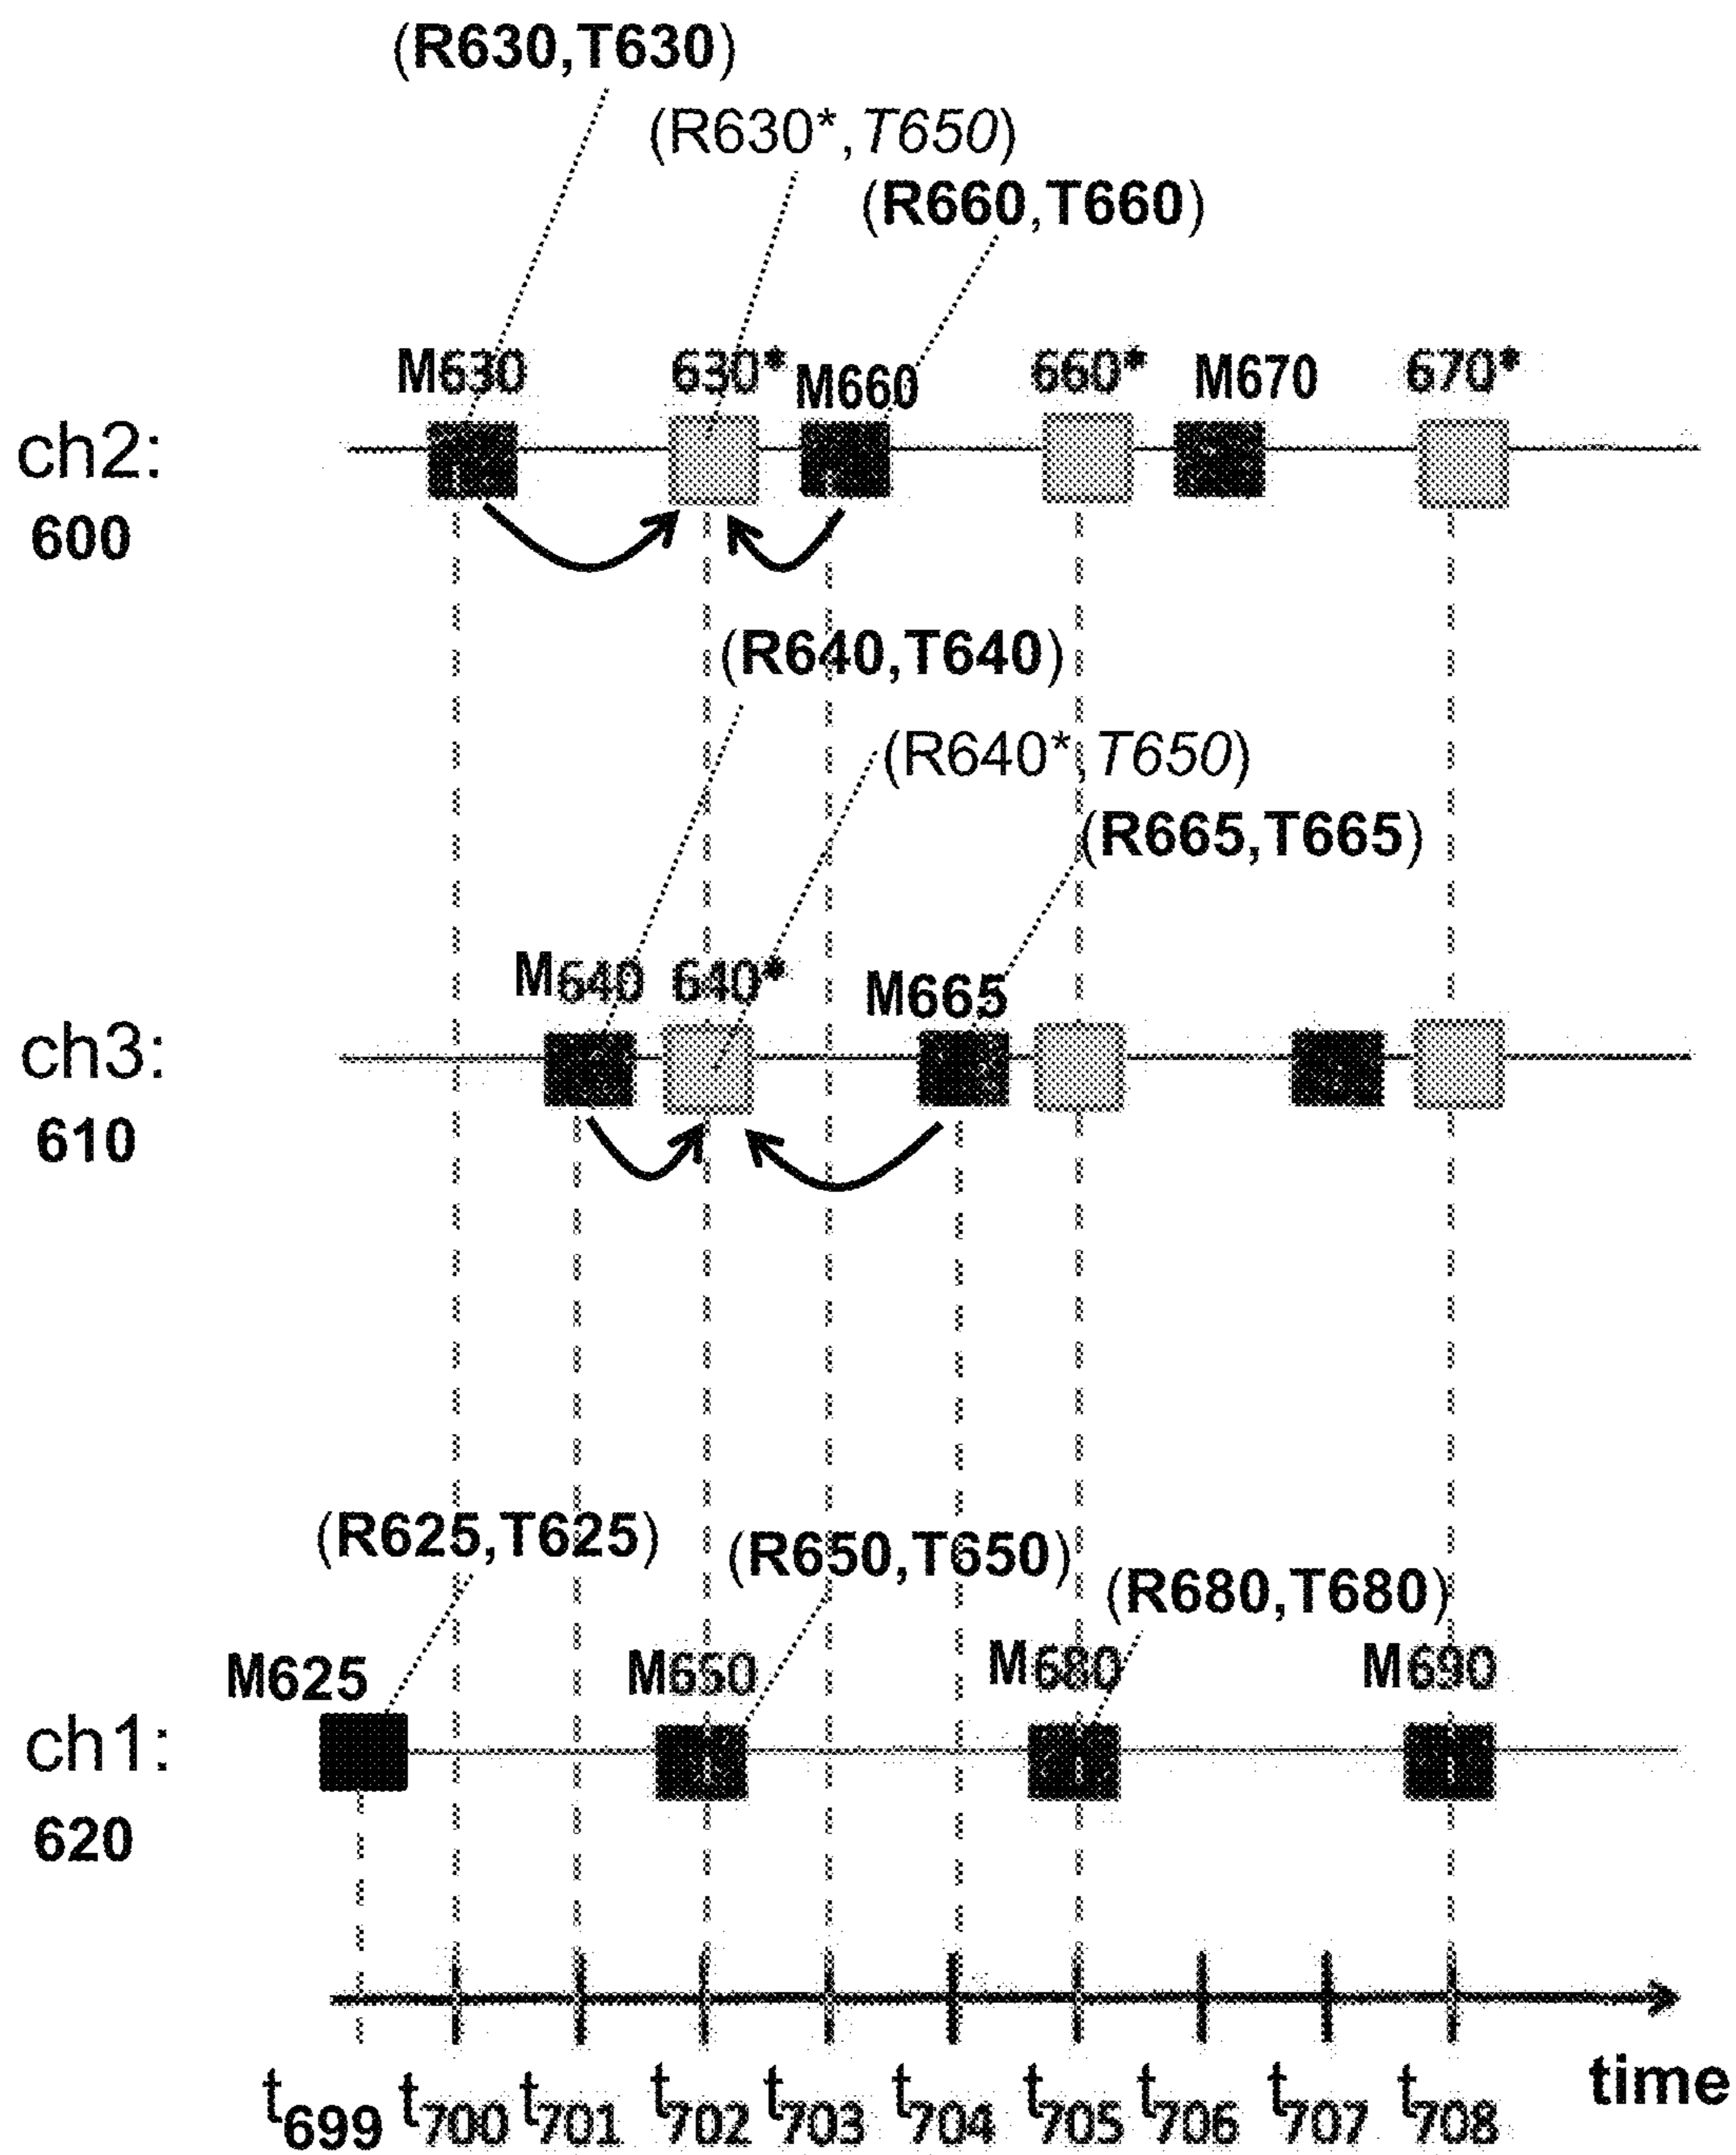 (R630,T630)
(R630*,T650)
(R660,T660)
M630 630* M660 660* M670 670*
ch2:
600
(R640,T640)
(R640*,T650)
(R665,T665)
M640 640* M665
ch3:
610
(R625,T625) (R650,T650) (R680,T680)
M625 M650 M680 M690
ch1:
620
t699 t700 t701 t702 t703 t704 t705 t706 t707 t708 time